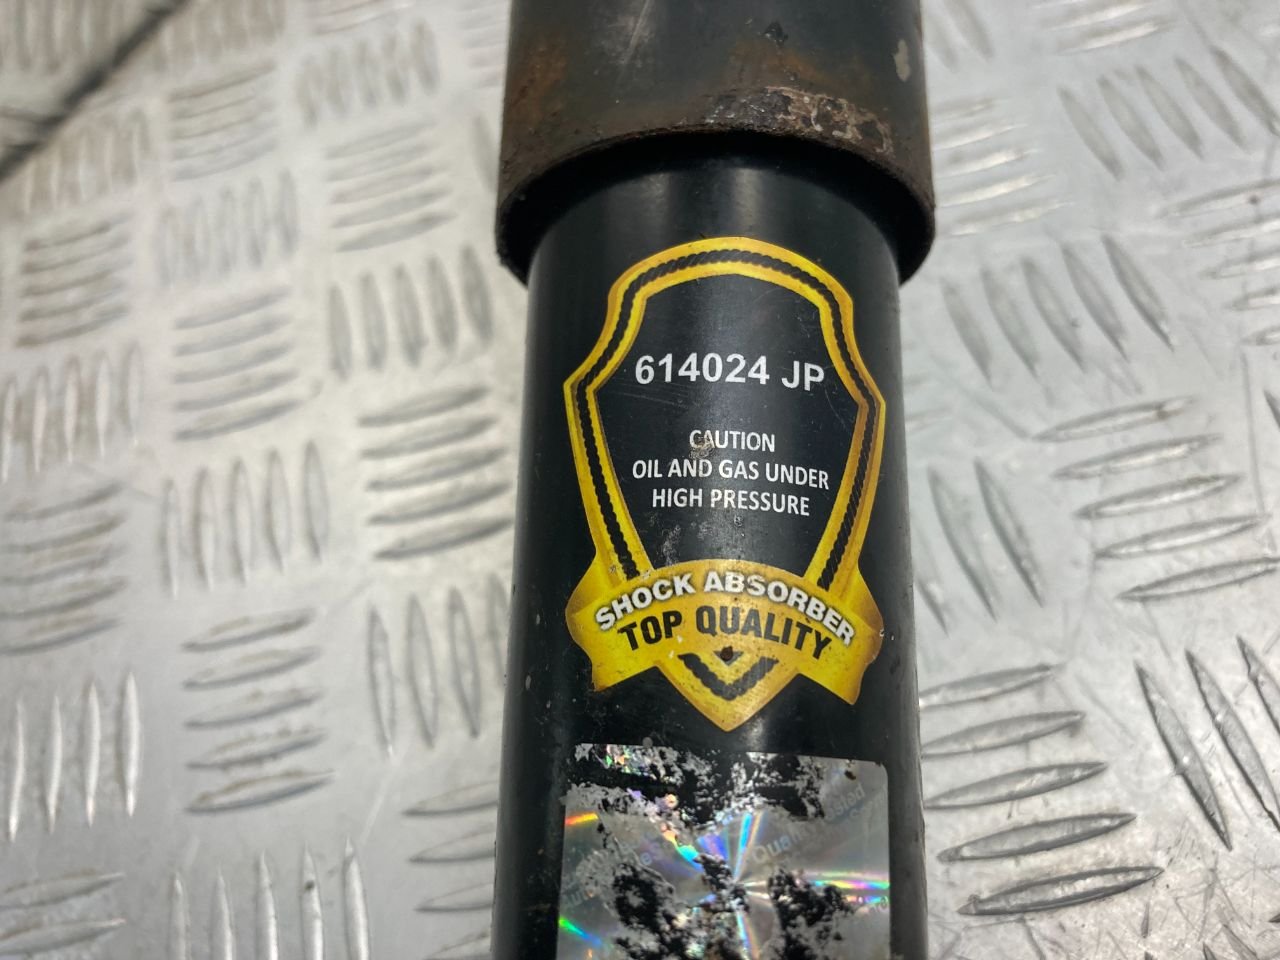 614024 JP
CAUTION
OIL AND GAS UNDER
HIGH PRESSURE
SHOCK ABSORBER
TOP QUALITY